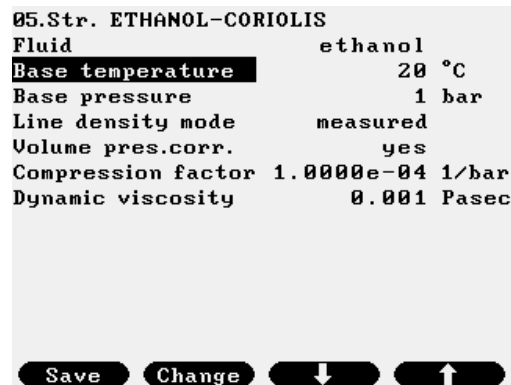 05.Str. ETHANOL-CORIOLIS
Fluid ethanol
Base temperature 20 °C
Base pressure 1 bar
Line density mode measured
Volume pres.corr. yes
Compression factor 1.0000e-04 1/bar
Dynamic viscosity 0.001 Pasec
Save Change ↓ ↑